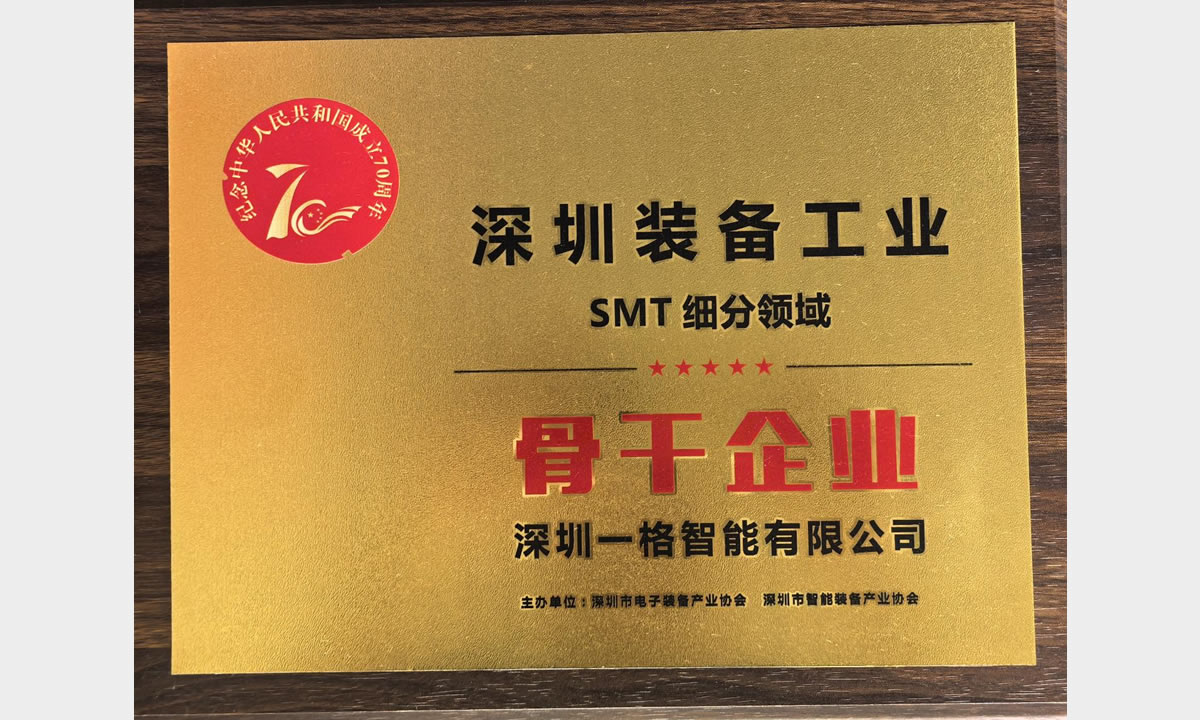 纪念中华人民共和国成立70周年
70
深圳装备工业
SMT 细分领域
骨干企业
深圳一格智能有限公司
主办单位：深圳市电子装备产业协会 深圳市智能装备产业协会